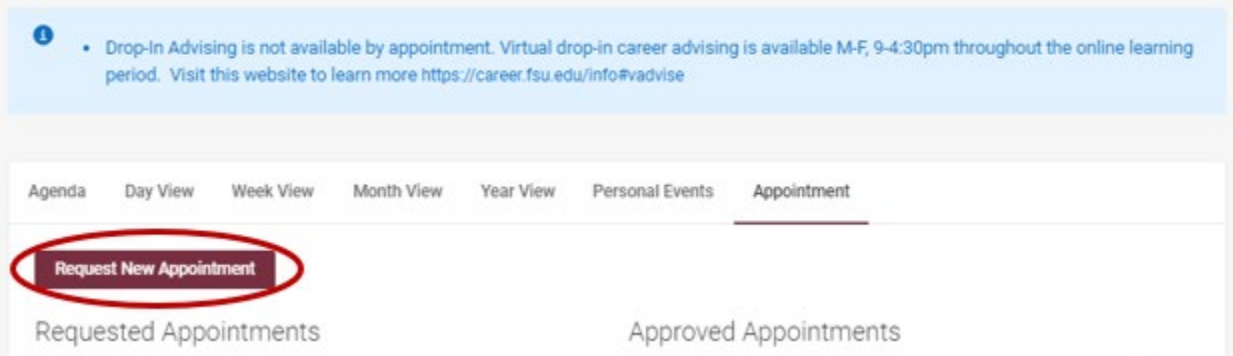 • Drop-In Advising is not available by appointment. Virtual drop-in career advising is available M-F, 9-4:30pm throughout the online learning
period. Visit this website to learn more https://career.fsu.edu/info#vadvise
Agenda Day View Week View Month View Year View Personal Events Appointment
Request New Appointment
Requested Appointments Approved Appointments